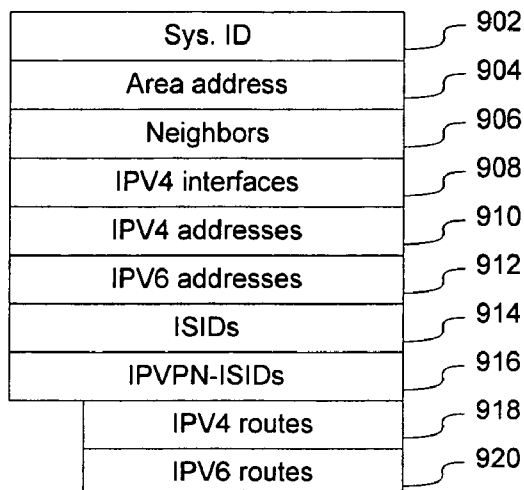 Sys. ID 902
Area address 904
Neighbors 906
IPV4 interfaces 908
IPV4 addresses 910
IPV6 addresses 912
ISIDs 914
IPVPN-ISIDs 916
IPV4 routes 918
IPV6 routes 920